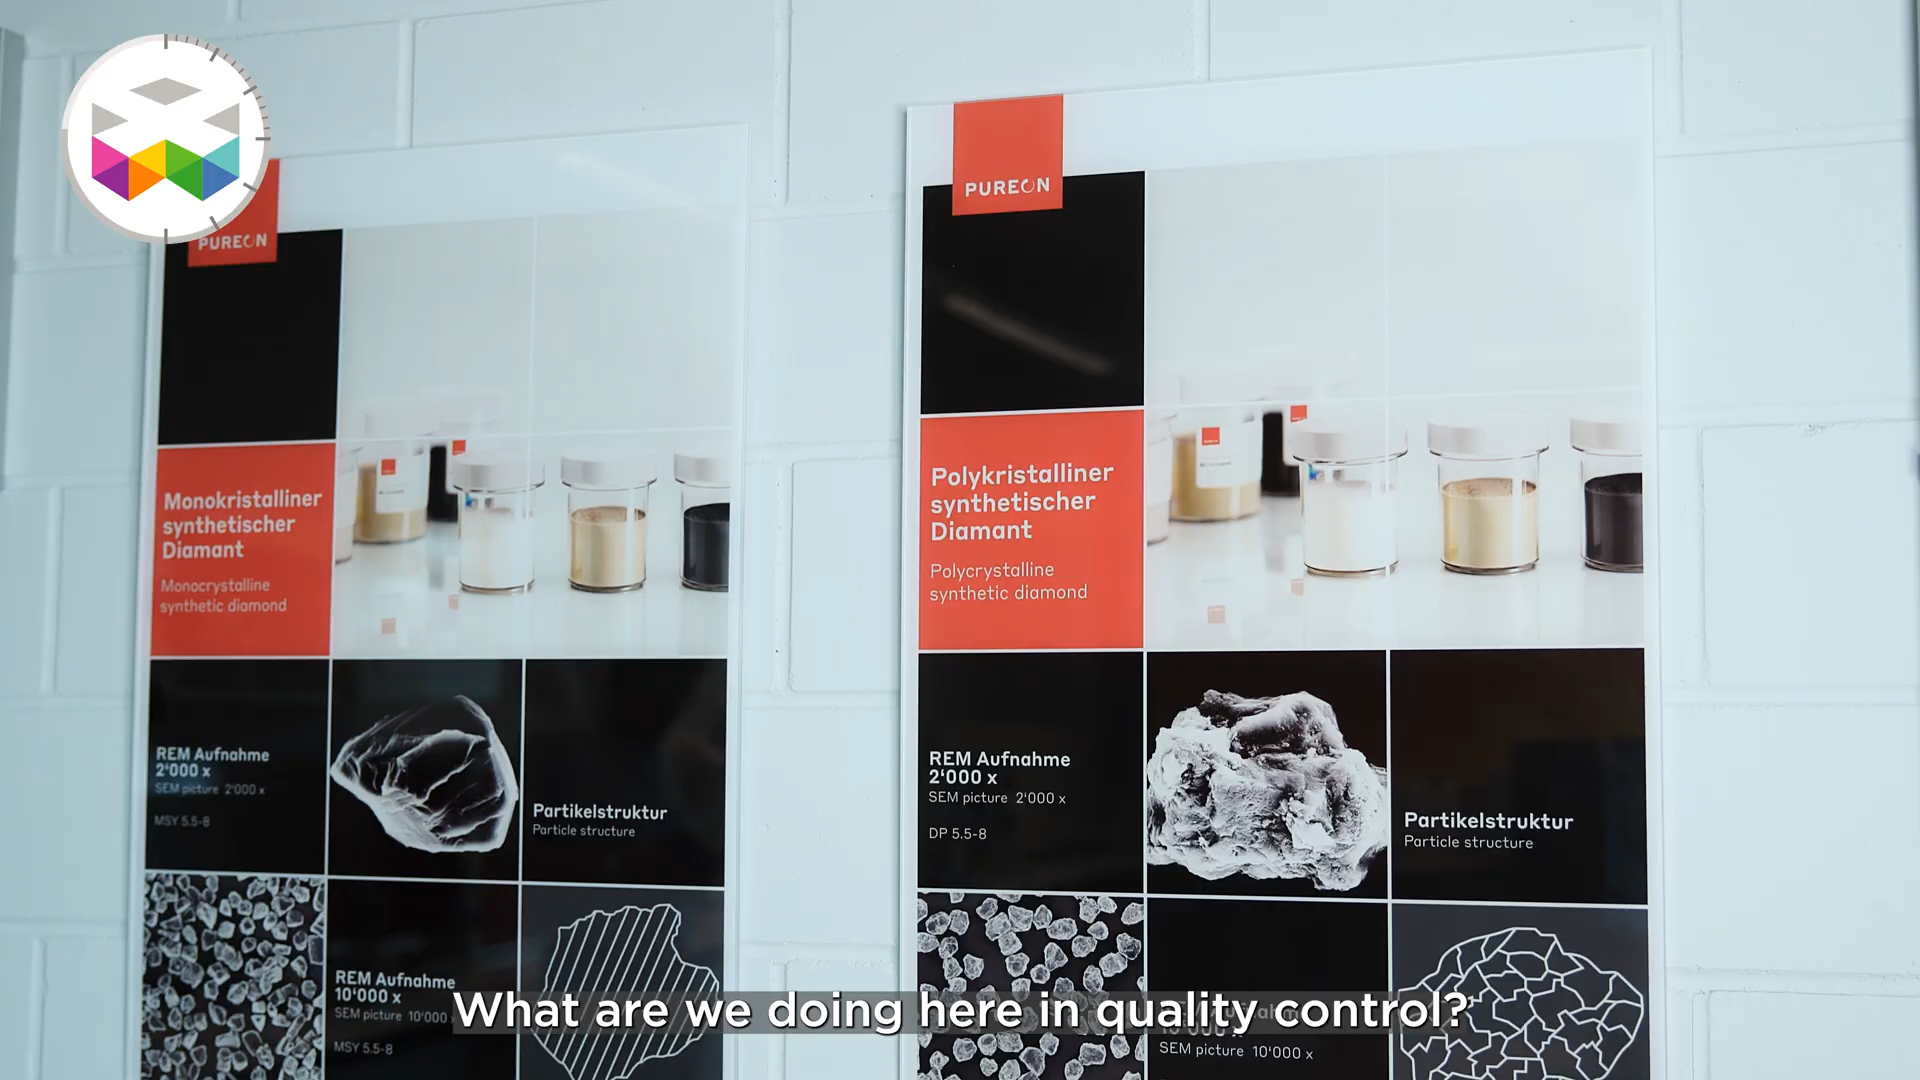 PUREON
Monokristalliner
synthetischer
Diamant
Monocrystalline
synthetic diamond
REM Aufnahme
2'000 x
SEM picture 2'000 x
MSY 5.5-8
Partikelstruktur
Particle structure
REM Aufnahme
10'000 x
SEM picture 10'000
MSY 5.5-8
PUREON
Polykristalliner
synthetischer
Diamant
Polycrystalline
synthetic diamond
REM Aufnahme
2'000 x
SEM picture 2'000 x
DP 5.5-8
Partikelstruktur
Particle structure
SEM picture 10'000 x
What are we doing here in quality control?